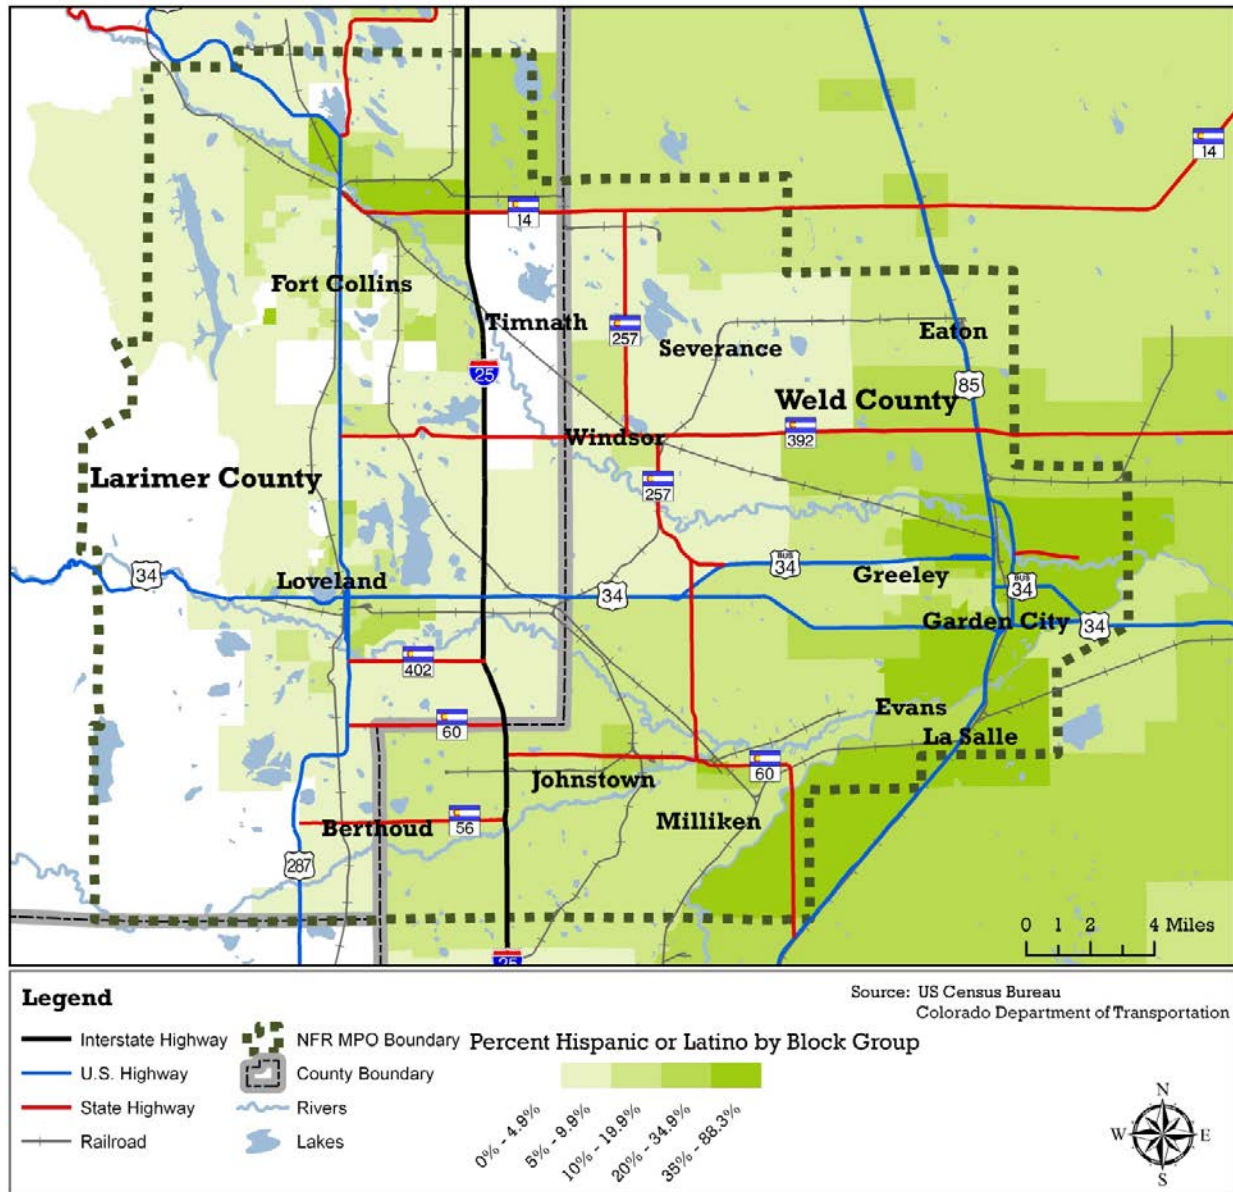 14
14
Fort Collins
Timnath
257
Severance
Eaton
25
85
Weld County
392
Windsor
Larimer County
257
34
Loveland
34
BUS
34
Greeley
BUS
34
Garden City
34
402
60
Evans
La Salle
60
Johnstown
Milliken
56
Berthoud
287
0 1 2 4 Miles
25
Legend
Interstate Highway
U.S. Highway
State Highway
Railroad
NFR MPO Boundary
County Boundary
Rivers
Lakes
Percent Hispanic or Latino by Block Group
0% - 4.9%
5% - 9.9%
10% - 19.9%
20% - 34.9%
35% - 88.3%
Source: US Census Bureau
Colorado Department of Transportation
N
W E
S